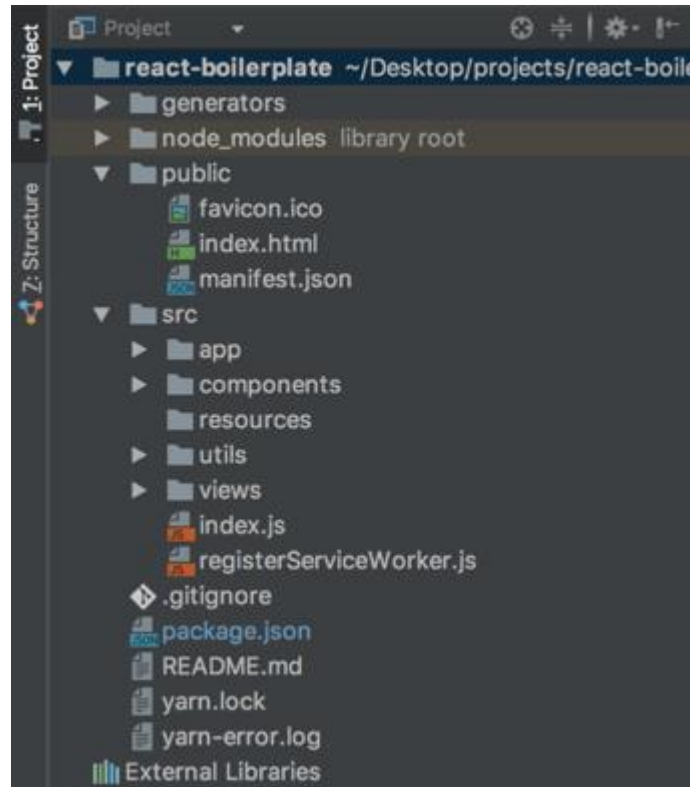 1: Project
Z: Structure
Project
react-boilerplate ~/Desktop/projects/react-boile
generators
node_modules library root
public
favicon.ico
index.html
manifest.json
src
app
components
resources
utils
views
index.js
registerServiceWorker.js
.gitignore
package.json
README.md
yarn.lock
yarn-error.log
External Libraries